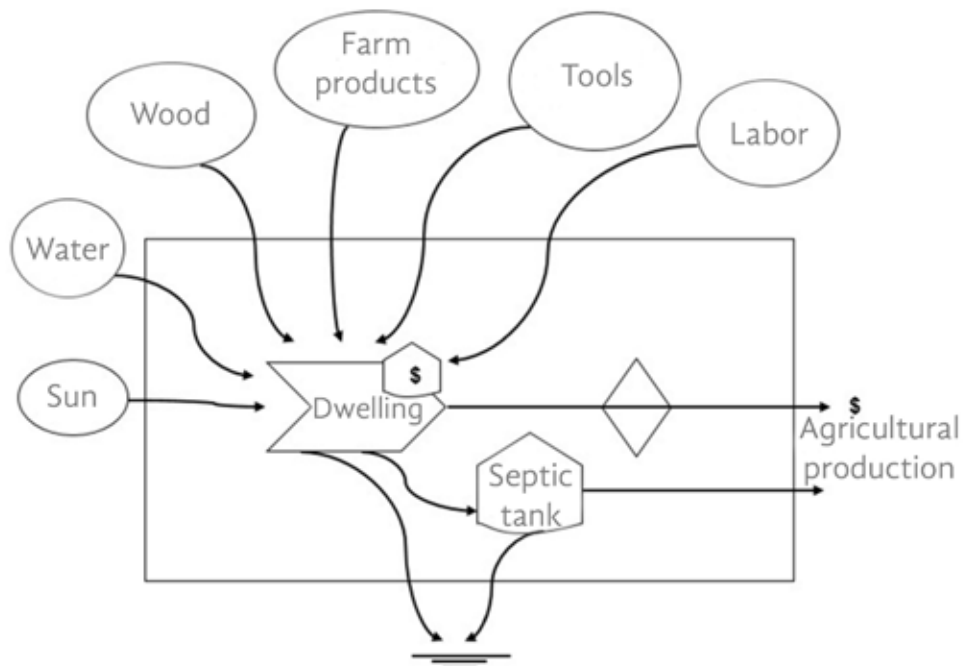 Farm
products
Tools
Wood
Labor
Water
Sun
$
Dwelling
$
Agricultural
production
Septic
tank